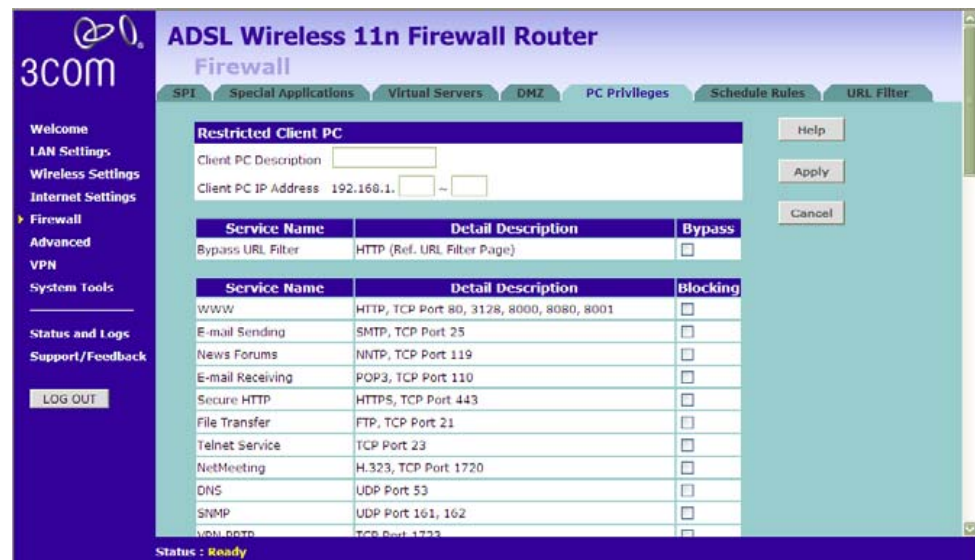 3COM
ADSL Wireless 11n Firewall Router
Firewall
SPI Special Applications Virtual Servers DMZ PC Privileges Schedule Rules URL Filter
Welcome
LAN Settings
Wireless Settings
Internet Settings
Firewall
Advanced
VPN
System Tools
Status and Logs
Support/Feedback
LOG OUT
Restricted Client PC
Client PC Description
Client PC IP Address 192.168.1. ~
Help
Apply
Cancel
Service Name Detail Description Bypass
Bypass URL Filter HTTP (Ref. URL Filter Page)
Service Name Detail Description Blocking
WWW HTTP, TCP Port 80, 3128, 8000, 8080, 8001
E-mail Sending SMTP, TCP Port 25
News Forums NNTP, TCP Port 119
E-mail Receiving POP3, TCP Port 110
Secure HTTP HTTPS, TCP Port 443
File Transfer FTP, TCP Port 21
Telnet Service TCP Port 23
NetMeeting H.323, TCP Port 1720
DNS UDP Port 53
SNMP UDP Port 161, 162
VPN-PPTP TCP Port 1723
Status : Ready